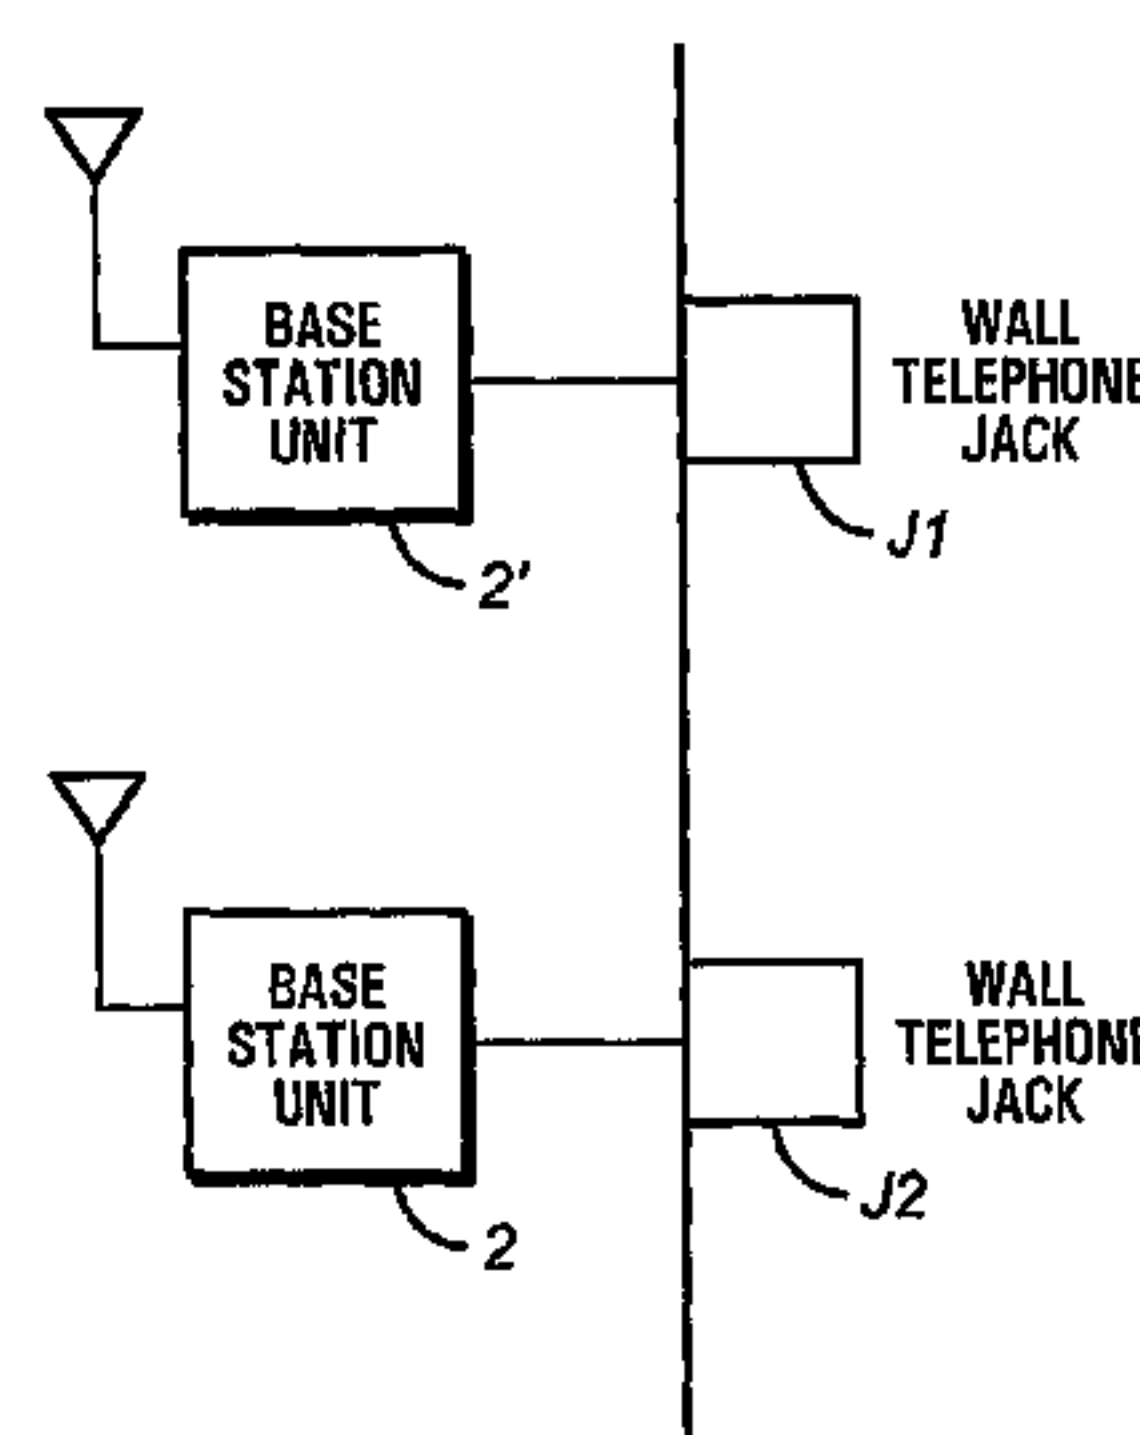 BASE
STATION
UNIT
2'
WALL
TELEPHONE
JACK
J1
BASE
STATION
UNIT
2
WALL
TELEPHONE
JACK
J2